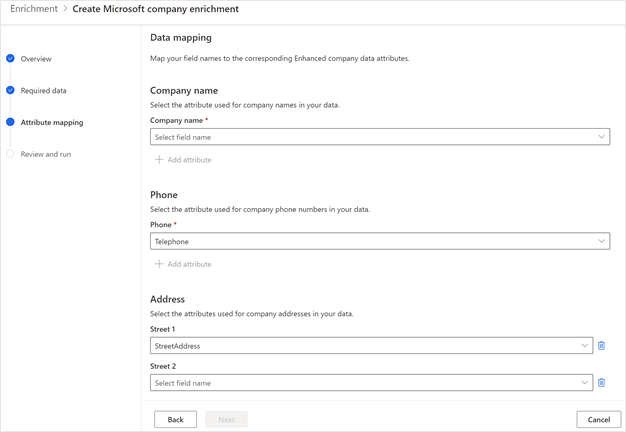 Enrichment > Create Microsoft company enrichment
Data mapping
Map your field names to the corresponding Enhanced company data attributes.
Overview
Required data
Attribute mapping
Review and run
Company name
Select the attribute used for company names in your data.
Company name *
Select field name
+ Add attribute
Phone
Select the attribute used for company phone numbers in your data.
Phone *
Telephone
+ Add attribute
Address
Select the attributes used for company addresses in your data.
Street 1
StreetAddress
Street 2
Select field name
Back
Next
Cancel